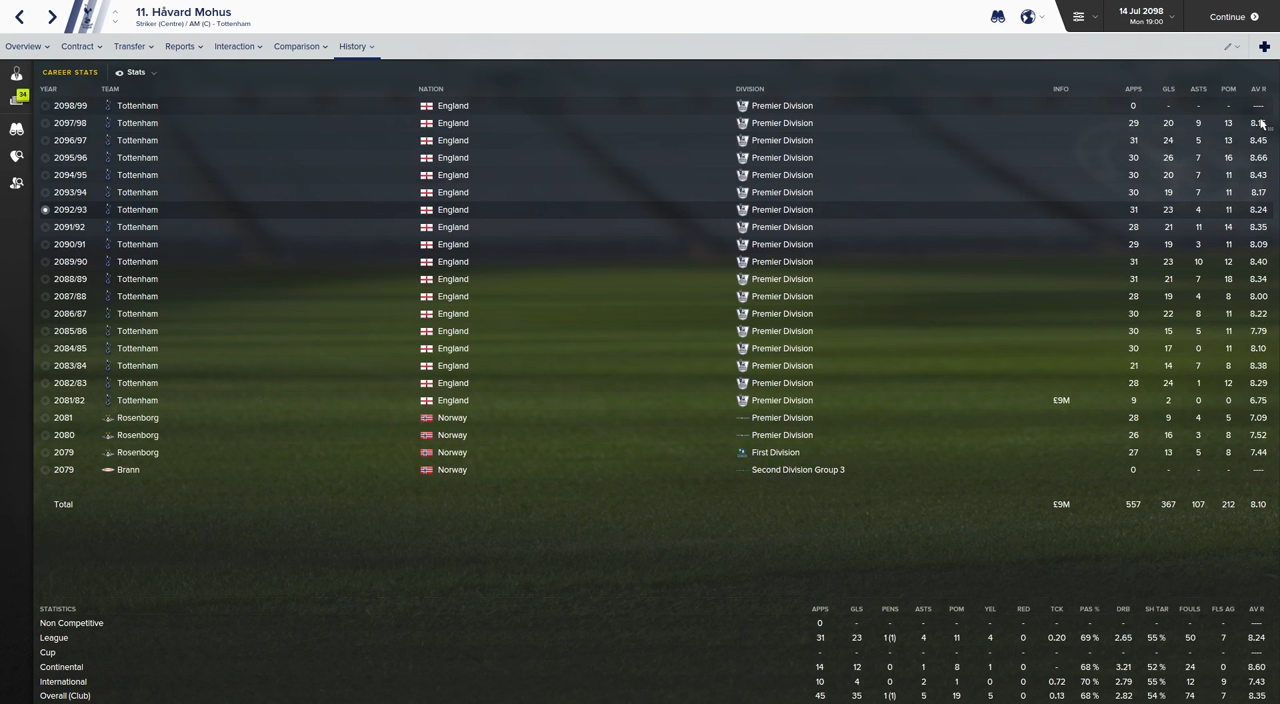 11. Håvard Mohus
Striker (Centre) / AM (C) - Tottenham
14 Jul 2098
Mon 19:00
Continue
Overview Contract Transfer Reports Interaction Comparison History
34
CAREER STATS Stats
YEAR TEAM NATION DIVISION INFO APPS GLS ASTS POM AV R
2098/99 Tottenham England Premier Division 0 - - - ----
2097/98 Tottenham England Premier Division 29 20 9 13
2096/97 Tottenham England Premier Division 31 24 5 13 8.45
2095/96 Tottenham England Premier Division 30 26 7 16 8.66
2094/95 Tottenham England Premier Division 30 20 7 11 8.43
2093/94 Tottenham England Premier Division 30 19 7 11 8.17
2092/93 Tottenham England Premier Division 31 23 4 11 8.24
2091/92 Tottenham England Premier Division 28 21 11 14 8.35
2090/91 Tottenham England Premier Division 29 19 3 11 8.09
2089/90 Tottenham England Premier Division 31 23 10 12 8.40
2088/89 Tottenham England Premier Division 31 21 7 18 8.34
2087/88 Tottenham England Premier Division 28 19 4 8 8.00
2086/87 Tottenham England Premier Division 30 22 8 11 8.22
2085/86 Tottenham England Premier Division 30 15 5 11 7.79
2084/85 Tottenham England Premier Division 30 17 0 11 8.10
2083/84 Tottenham England Premier Division 21 14 7 8 8.38
2082/83 Tottenham England Premier Division 28 24 1 12 8.29
2081/82 Tottenham England Premier Division £9M 9 2 0 0 6.75
2081 Rosenborg Norway Premier Division 28 9 4 5 7.09
2080 Rosenborg Norway Premier Division 26 16 3 8 7.52
2079 Rosenborg Norway First Division 27 13 5 8 7.44
2079 Brann Norway Second Division Group 3 0 - - - ----
Total £9M 557 367 107 212 8.10
STATISTICS APPS GLS PENS ASTS POM YEL RED TCK PAS % DRB SH TAR FOULS FLS AG AV R
Non Competitive 0 - - - - - - - - - - - - ----
League 31 23 1 (1) 4 11 4 0 0.20 69 % 2.65 55 % 50 7 8.24
Cup - - - - - - - - - - - - - ----
Continental 14 12 0 1 8 1 0 - 68 % 3.21 52 % 24 0 8.60
International 10 4 0 2 1 0 0 0.72 70 % 2.79 55 % 12 9 7.43
Overall (Club) 45 35 1 (1) 5 19 5 0 0.13 68 % 2.82 54 % 74 7 8.35